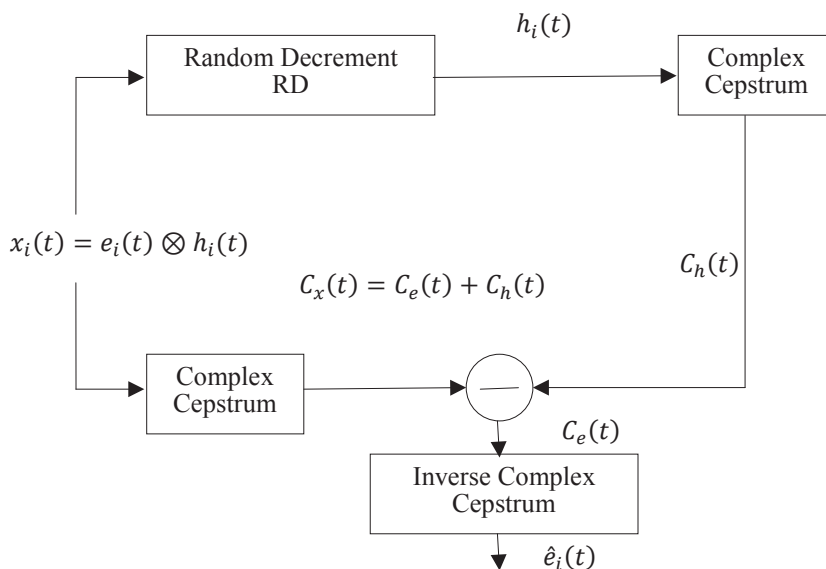 h_i(t)
Random Decrement
RD
Complex
Cepstrum
x_i(t) = e_i(t) ⊗ h_i(t)
C_h(t)
C_x(t) = C_e(t) + C_h(t)
Complex
Cepstrum
—
C_e(t)
Inverse Complex
Cepstrum
ê_i(t)